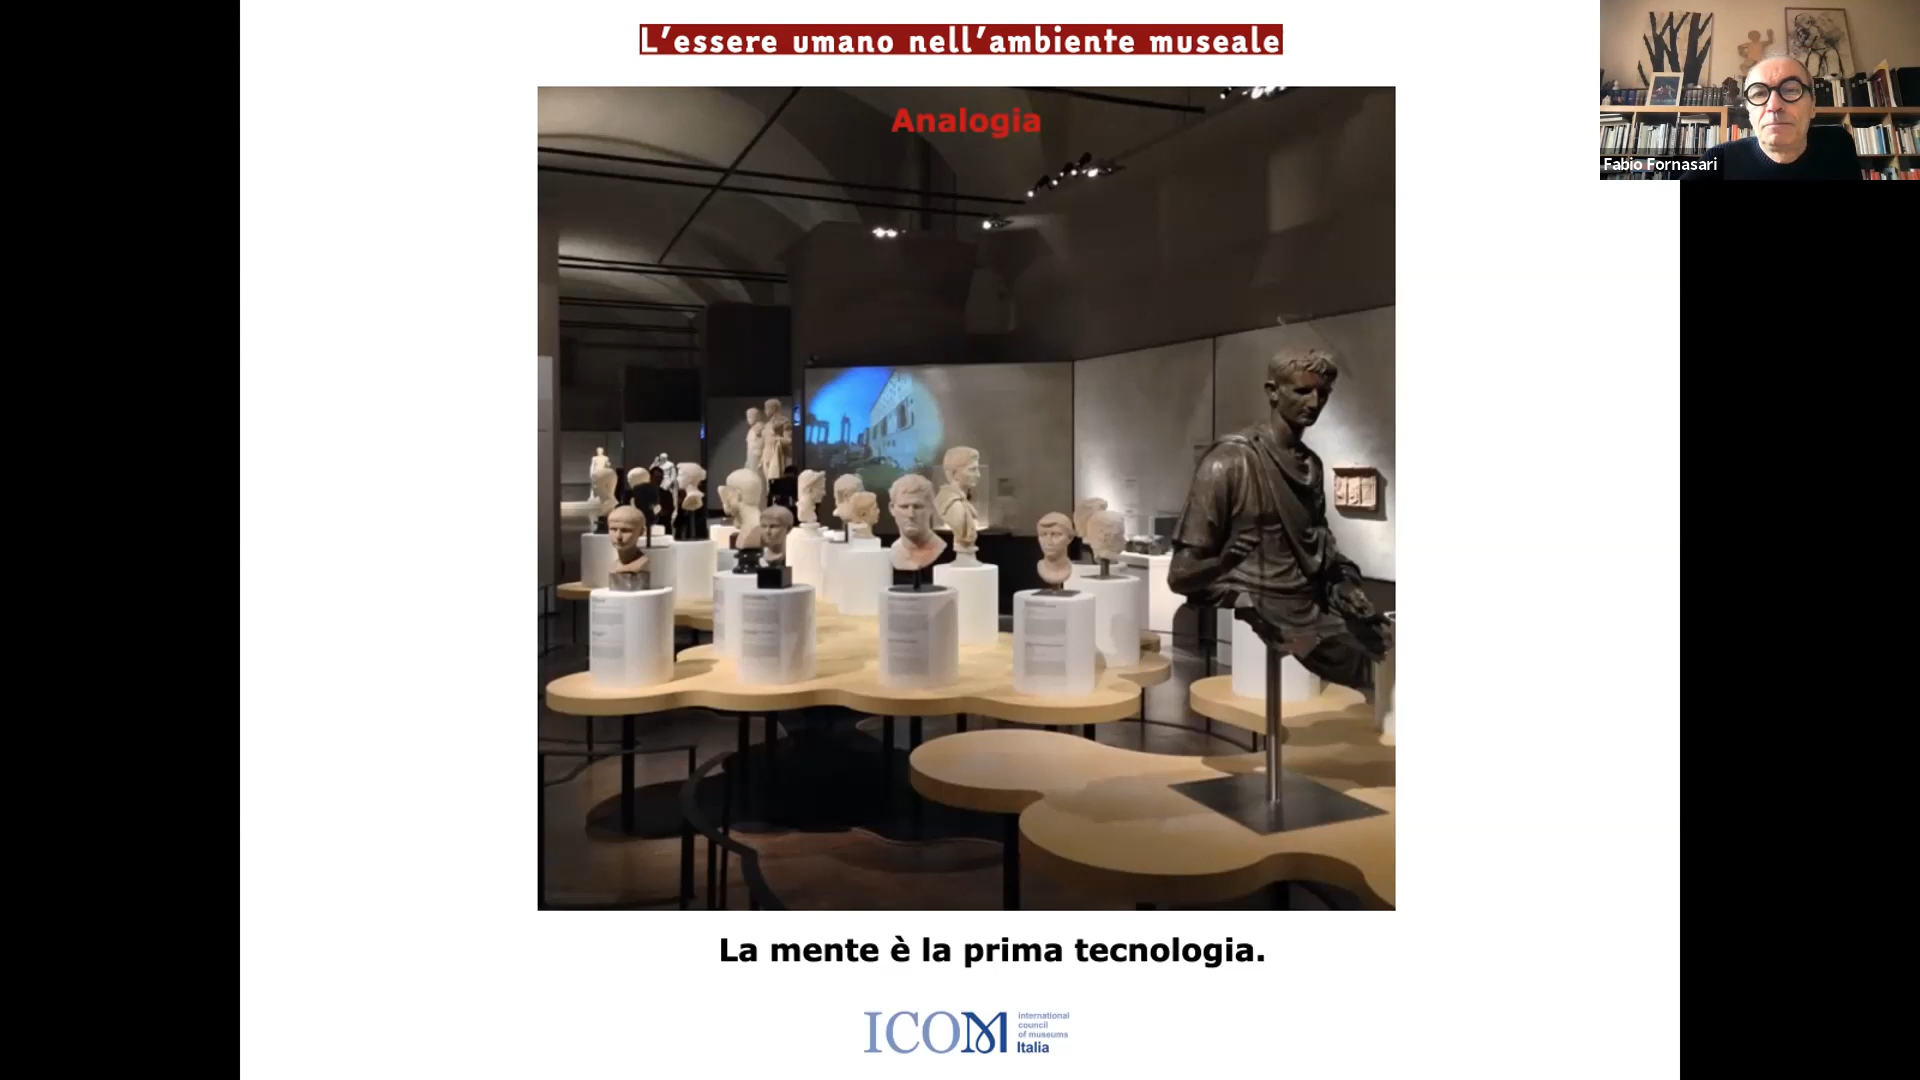 L’essere umano nell’ambiente museale
Analogia
Fabio Fornasari
La mente è la prima tecnologia.
ICOM
international
council
of museums
Italia